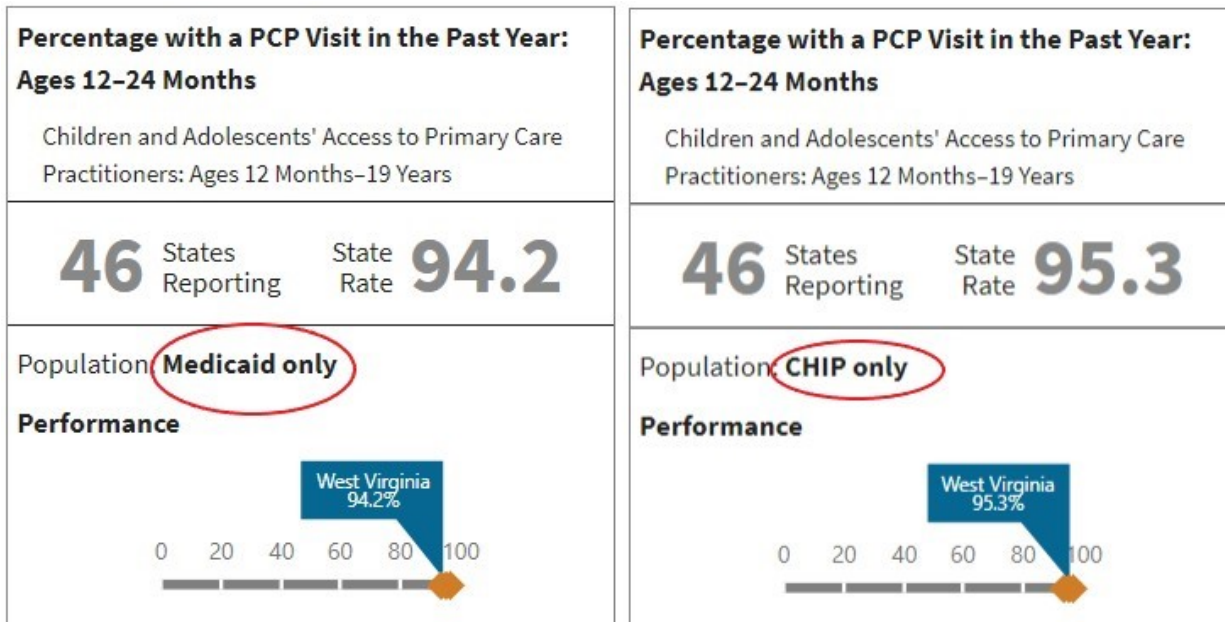 Percentage with a PCP Visit in the Past Year:
Ages 12–24 Months
Children and Adolescents' Access to Primary Care
Practitioners: Ages 12 Months–19 Years
46 States Reporting State Rate 94.2
Population: Medicaid only
Performance
West Virginia
94.2%
0 20 40 60 80 100
Percentage with a PCP Visit in the Past Year:
Ages 12–24 Months
Children and Adolescents' Access to Primary Care
Practitioners: Ages 12 Months–19 Years
46 States Reporting State Rate 95.3
Population: CHIP only
Performance
West Virginia
95.3%
0 20 40 60 80 100